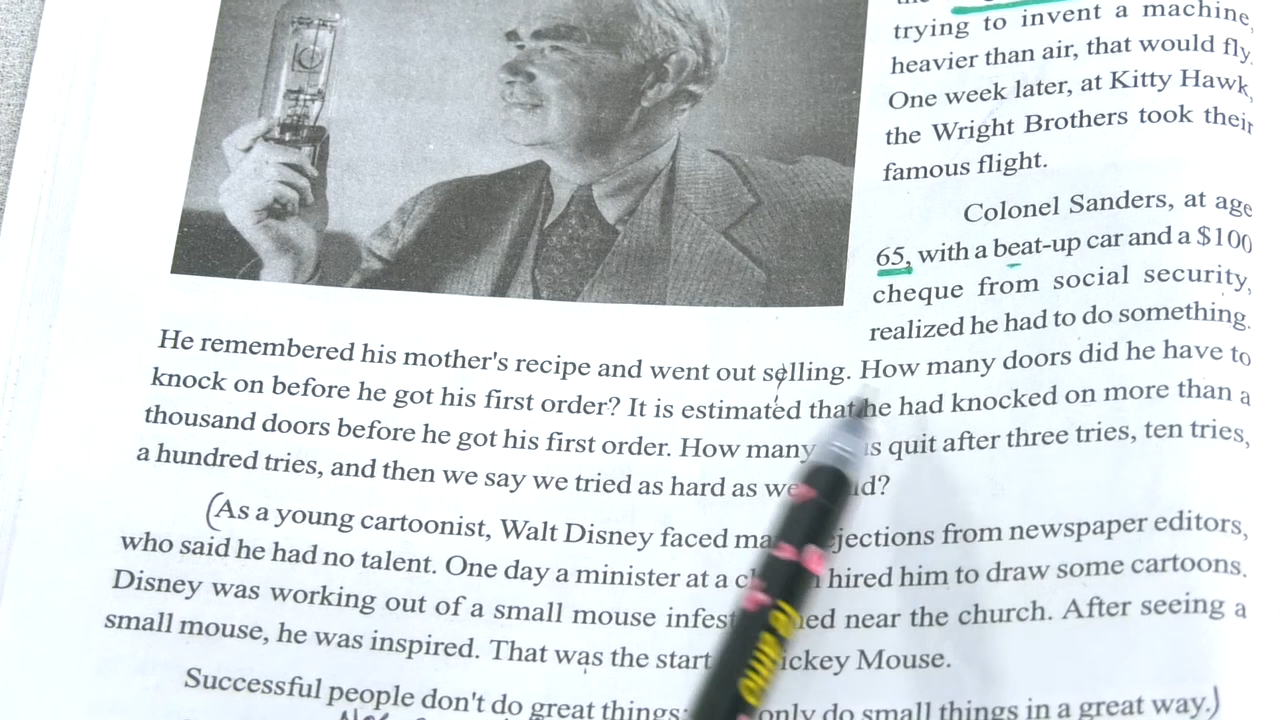 trying to invent a machine,
heavier than air, that would fly.
One week later, at Kitty Hawk,
the Wright Brothers took their
famous flight.
Colonel Sanders, at age
65, with a beat-up car and a $100
cheque from social security,
realized he had to do something.
He remembered his mother's recipe and went out selling. How many doors did he have to
knock on before he got his first order? It is estimated that he had knocked on more than a
thousand doors before he got his first order. How many quit after three tries, ten tries,
a hundred tries, and then we say we tried as hard as we
(As a young cartoonist, Walt Disney faced from newspaper editors,
who said he had no talent. One day a minister at a hired him to draw some cartoons.
Disney was working out of a small mouse near the church. After seeing a
small mouse, he was inspired. That was the start Mouse.
Successful people don't do great things; only do small things in a great way.)